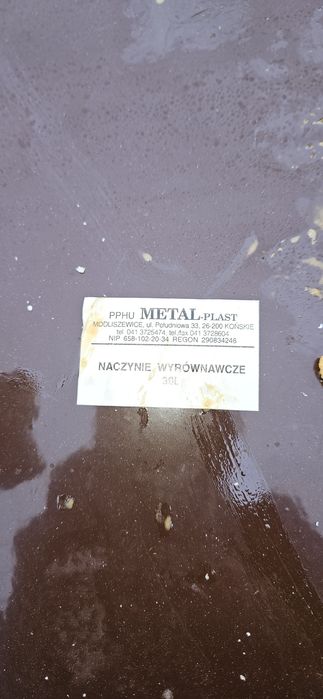 PPHU METAL-PLAST
MODLISZEWICE, ul. Południowa 33, 26-200 KOŃSKIE
tel. 041 3725474 tel./fax 041 3728604
NIP 658-102-20-34 REGON 290834246
NACZYNIE WYRÓWNAWCZE
30L